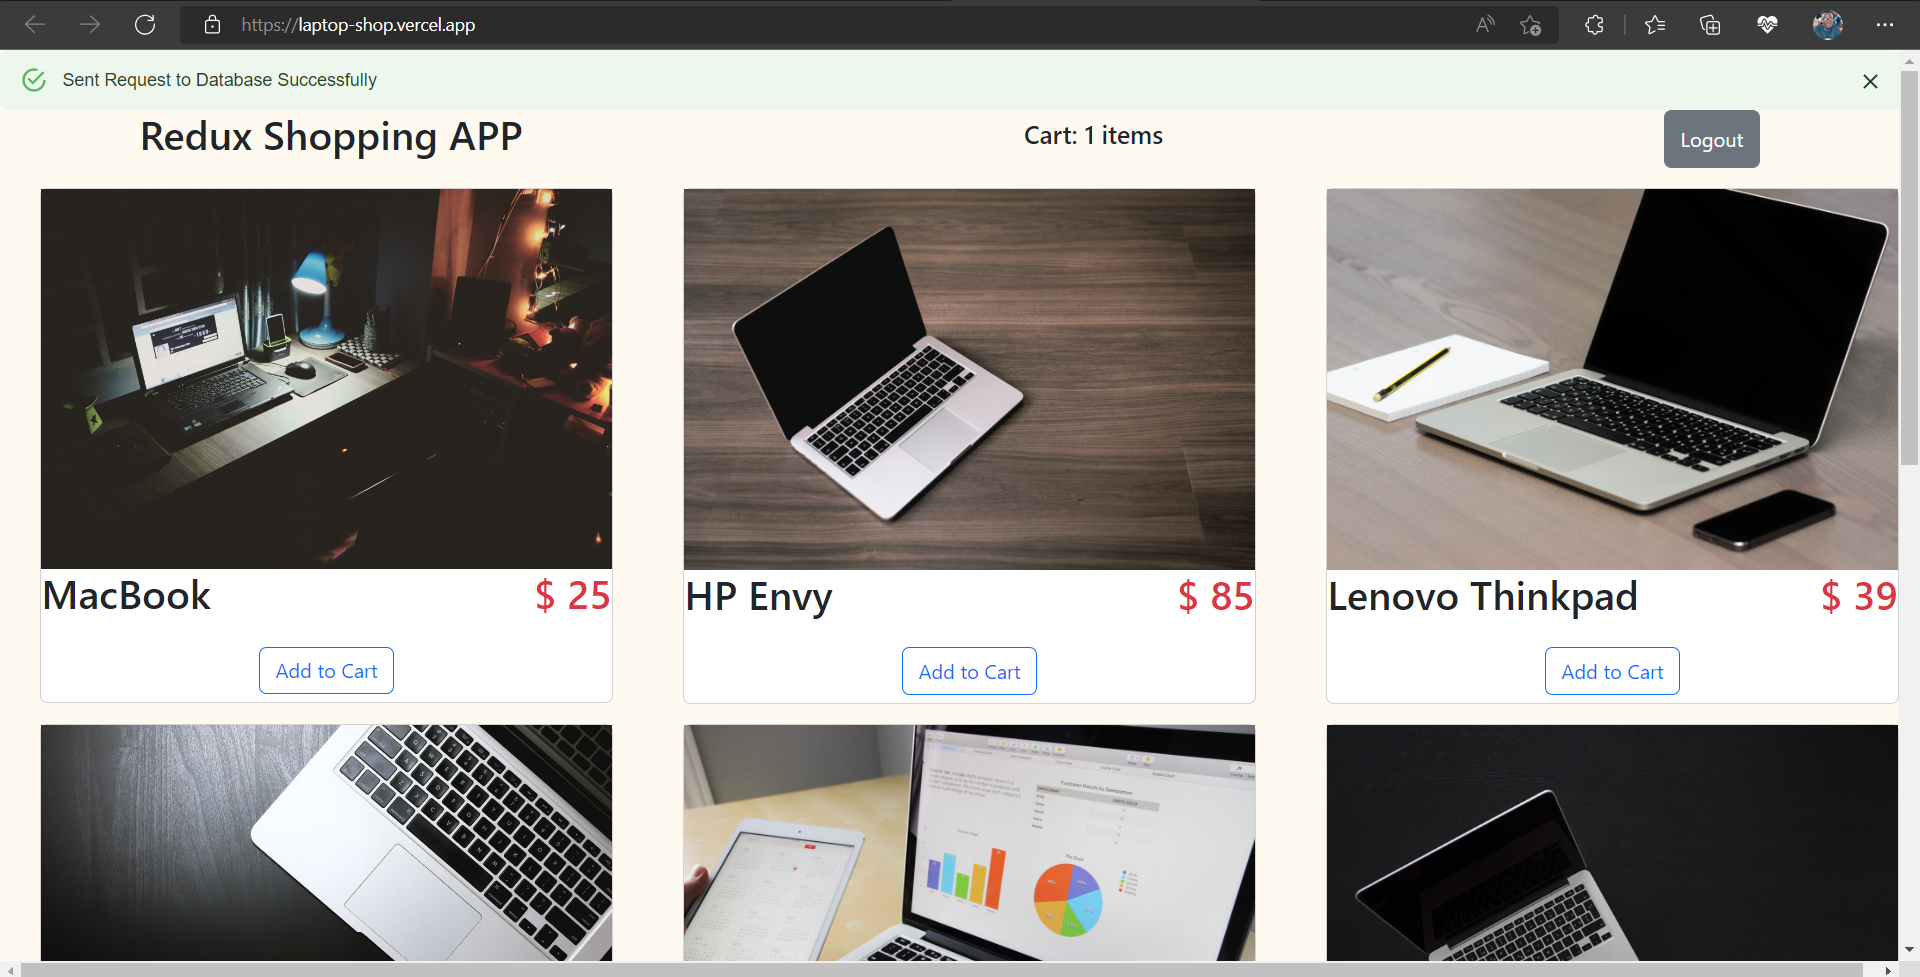 https://laptop-shop.vercel.app
Sent Request to Database Successfully
Redux Shopping APP
Cart: 1 items
Logout
MacBook
$ 25
Add to Cart
HP Envy
$ 85
Add to Cart
Lenovo Thinkpad
$ 39
Add to Cart